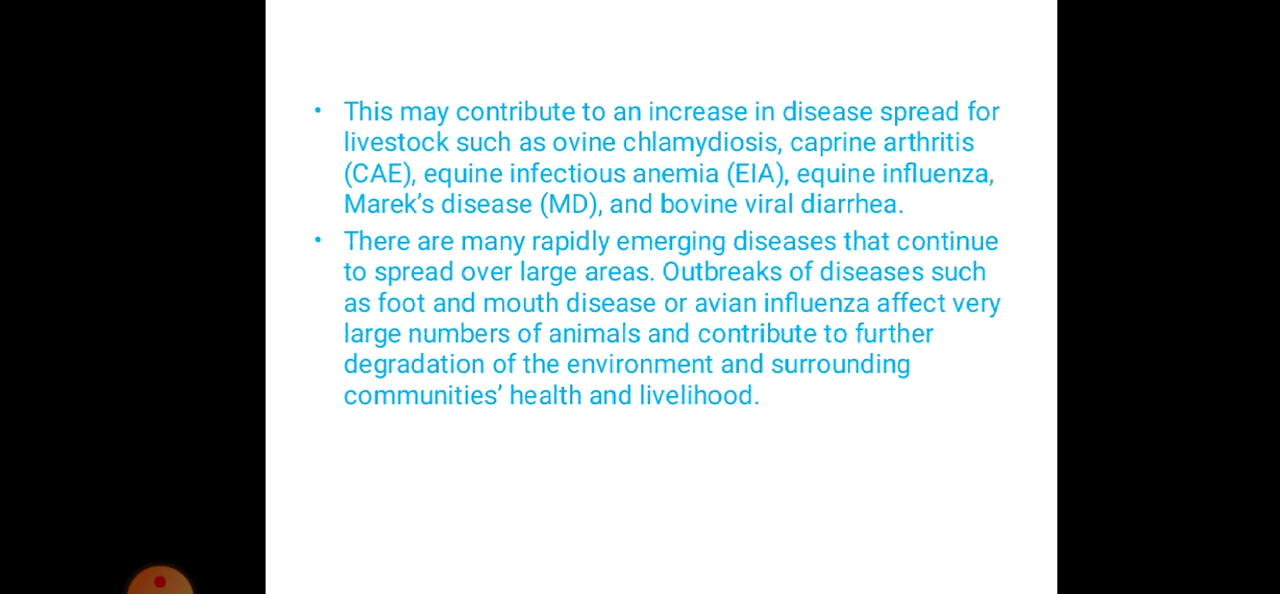 • This may contribute to an increase in disease spread for
livestock such as ovine chlamydiosis, caprine arthritis
(CAE), equine infectious anemia (EIA), equine influenza,
Marek’s disease (MD), and bovine viral diarrhea.
• There are many rapidly emerging diseases that continue
to spread over large areas. Outbreaks of diseases such
as foot and mouth disease or avian influenza affect very
large numbers of animals and contribute to further
degradation of the environment and surrounding
communities’ health and livelihood.